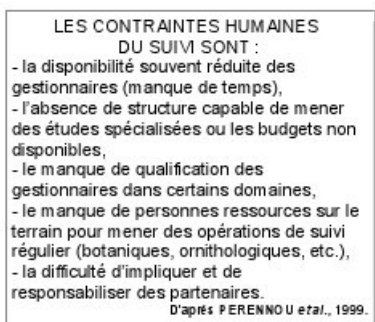 LES CONTRAINTES HUMAINES
DU SUIVI SONT :
- la disponibilité souvent réduite des
gestionnaires (manque de temps),
- l'absence de structure capable de mener
des études spécialisées ou les budgets non
disponibles,
- le manque de qualification des
gestionnaires dans certains domaines,
- le manque de personnes ressources sur le
terrain pour mener des opérations de suivi
régulier (botaniques, ornithologiques, etc.),
- la difficulté d'impliquer et de
responsabiliser des partenaires.
D'après PERENNOU et al., 1999.